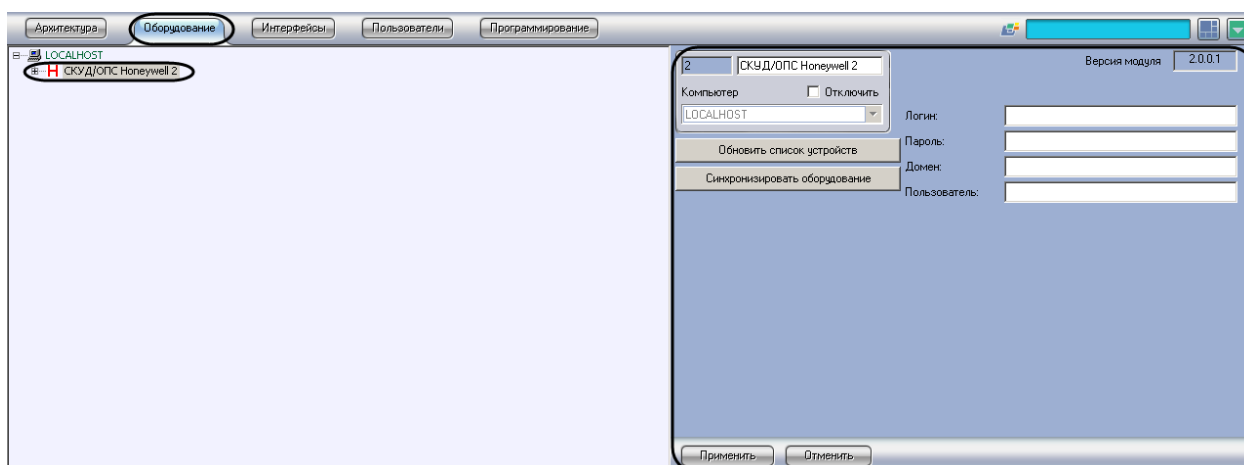 Архитектура Оборудование Интерфейсы Пользователи Программирование
LOCALHOST
СКУД/ОПС Honeywell 2
2 СКУД/ОПС Honeywell 2
Версия модуля 2.0.0.1
Компьютер Отключить
LOCALHOST
Обновить список устройств
Синхронизировать оборудование
Логин:
Пароль:
Домен:
Пользователь:
Применить Отменить